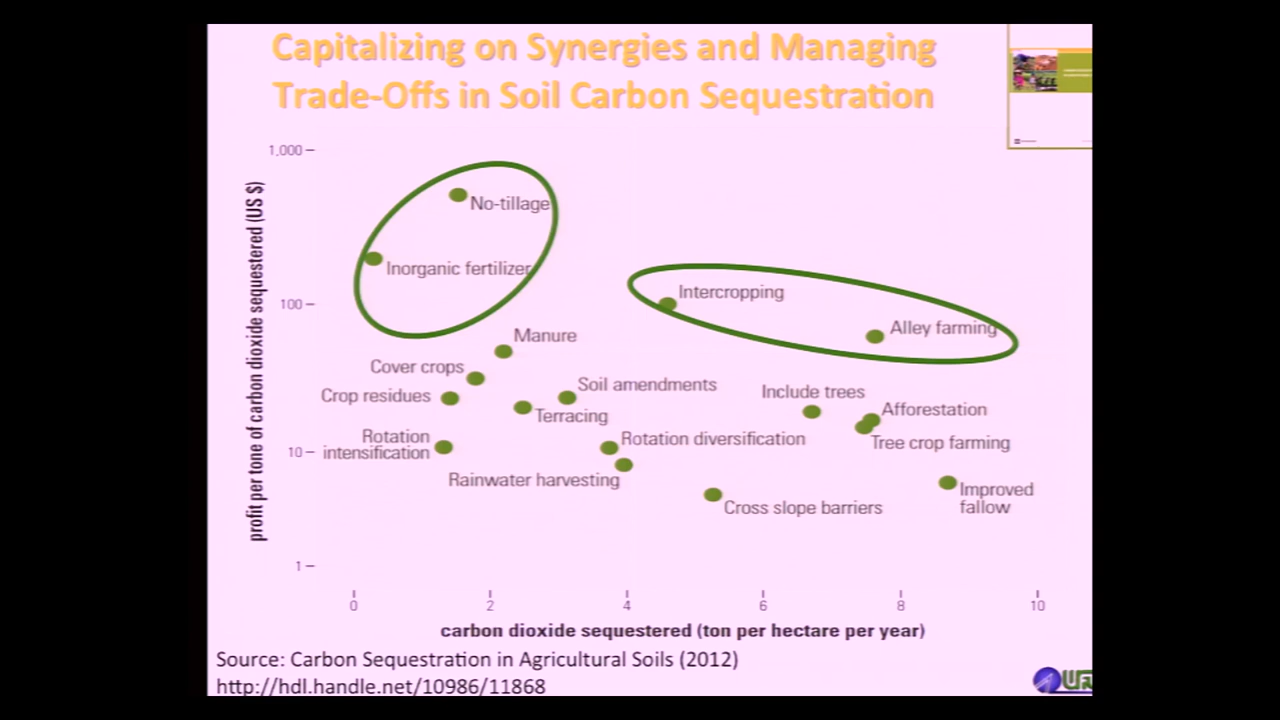 Capitalizing on Synergies and Managing
Trade-Offs in Soil Carbon Sequestration
profit per tone of carbon dioxide sequestered (US $)
1,000
100
10
1
No-tillage
Inorganic fertilizer
Intercropping
Alley farming
Manure
Cover crops
Crop residues
Soil amendments
Terracing
Include trees
Afforestation
Rotation
intensification
Rotation diversification
Tree crop farming
Rainwater harvesting
Cross slope barriers
Improved
fallow
0 2 4 6 8 10
carbon dioxide sequestered (ton per hectare per year)
Source: Carbon Sequestration in Agricultural Soils (2012)
http://hdl.handle.net/10986/11868